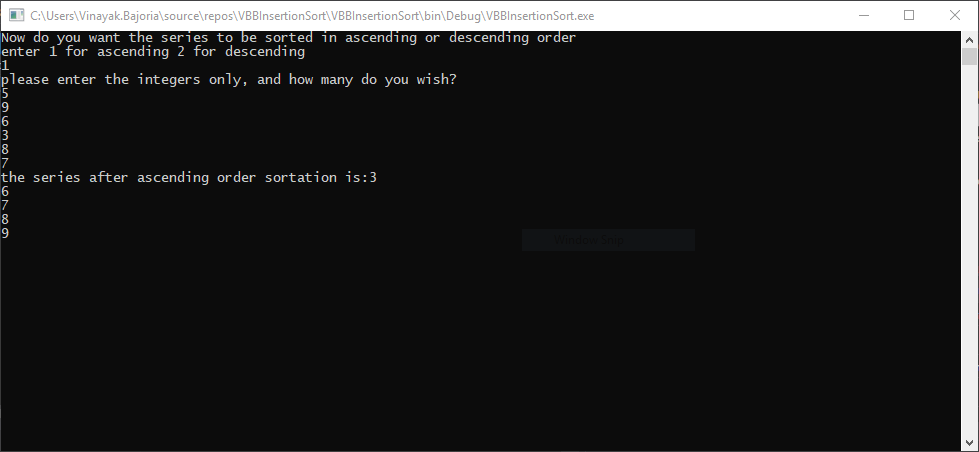 C:\Users\Vinayak.Bajoria\source\repos\VBBInsertionSort\VBBInsertionSort\bin\Debug\VBBInsertionSort.exe
Now do you want the series to be sorted in ascending or descending order
enter 1 for ascending 2 for descending
1
please enter the integers only, and how many do you wish?
5
9
6
3
8
7
the series after ascending order sortation is:3
6
7
8
9